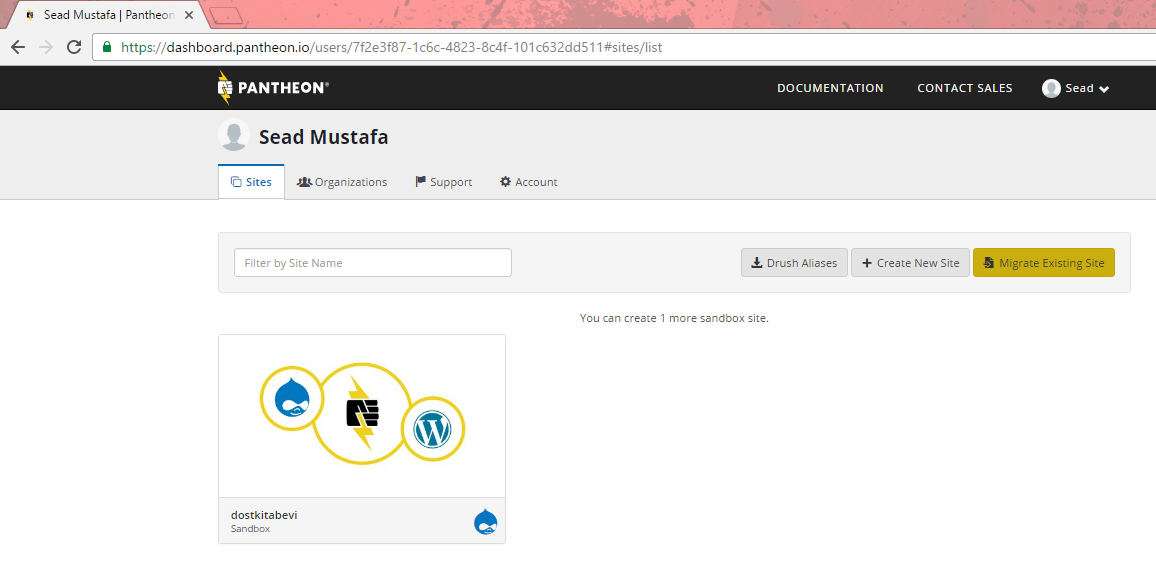 Sead Mustafa | Pantheon
https://dashboard.pantheon.io/users/7f2e3f87-1c6c-4823-8c4f-101c632dd511#sites/list
PANTHEON® DOCUMENTATION CONTACT SALES Sead
Sead Mustafa
Sites Organizations Support Account
Filter by Site Name Drush Aliases Create New Site Migrate Existing Site
You can create 1 more sandbox site.
dostkitabevi
Sandbox